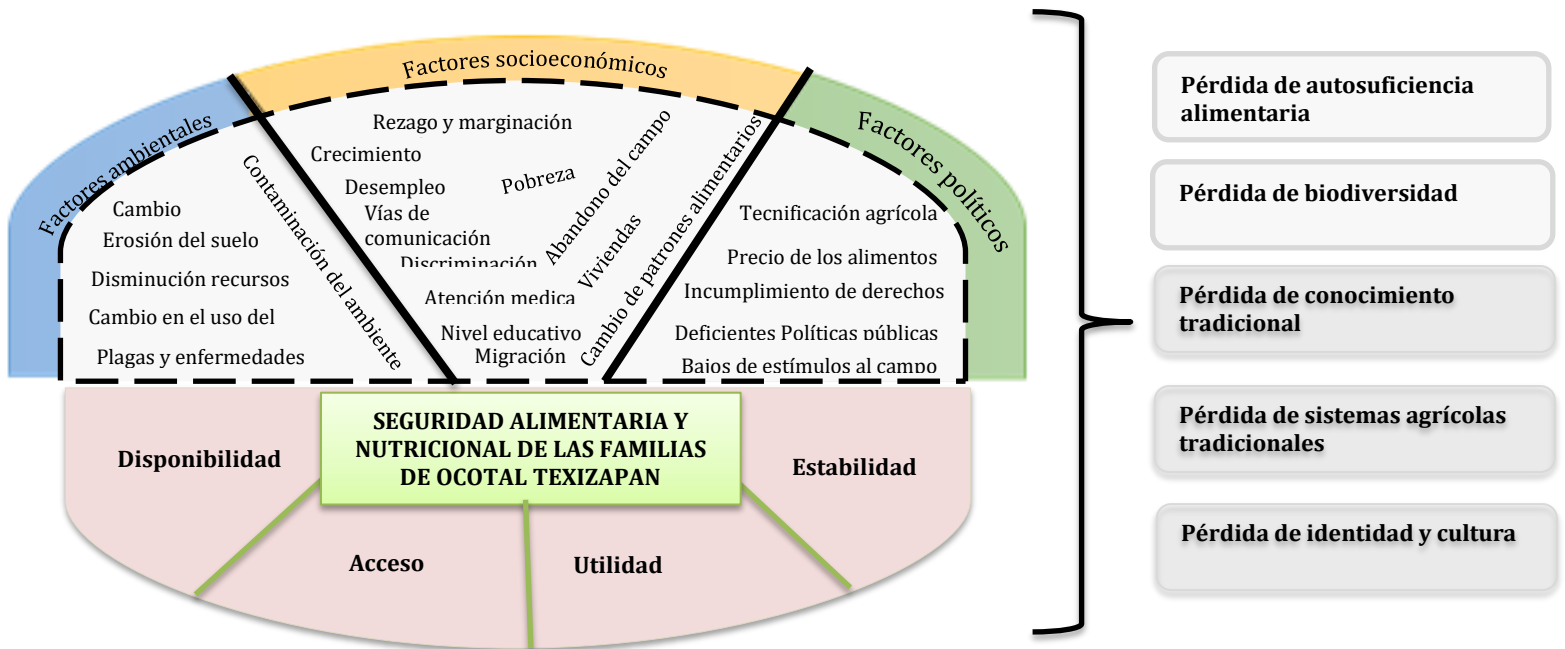 Factores ambientales
Cambio
Erosión del suelo
Disminución recursos
Cambio en el uso del
Plagas y enfermedades
Contaminación del ambiente
Factores socioeconómicos
Rezago y marginación
Crecimiento
Desempleo
Pobreza
Vías de
comunicación
Discriminación
Atención medica
Nivel educativo
Migración
Abandono del campo
Viviendas
Cambio de patrones alimentarios
Factores políticos
Tecnificación agrícola
Precio de los alimentos
Incumplimiento de derechos
Deficientes Políticas públicas
Bajos de estímulos al campo
SEGURIDAD ALIMENTARIA Y
NUTRICIONAL DE LAS FAMILIAS
DE OCOTAL TEXIZAPAN
Disponibilidad
Acceso
Utilidad
Estabilidad
Pérdida de autosuficiencia
alimentaria
Pérdida de biodiversidad
Pérdida de conocimiento
tradicional
Pérdida de sistemas agrícolas
tradicionales
Pérdida de identidad y cultura